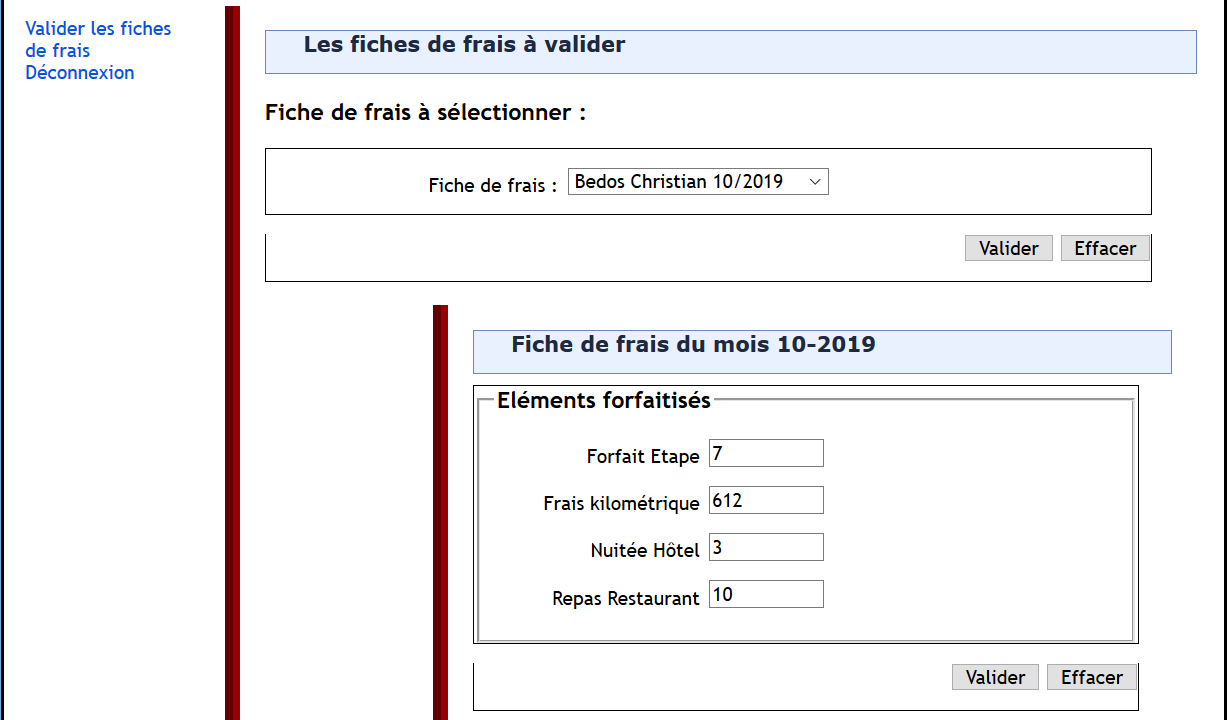 Valider les fiches
de frais
Déconnexion
Les fiches de frais à valider
Fiche de frais à sélectionner :
Fiche de frais : Bedos Christian 10/2019
Valider Effacer
Fiche de frais du mois 10-2019
Eléments forfaitisés
Forfait Etape 7
Frais kilométrique 612
Nuitée Hôtel 3
Repas Restaurant 10
Valider Effacer